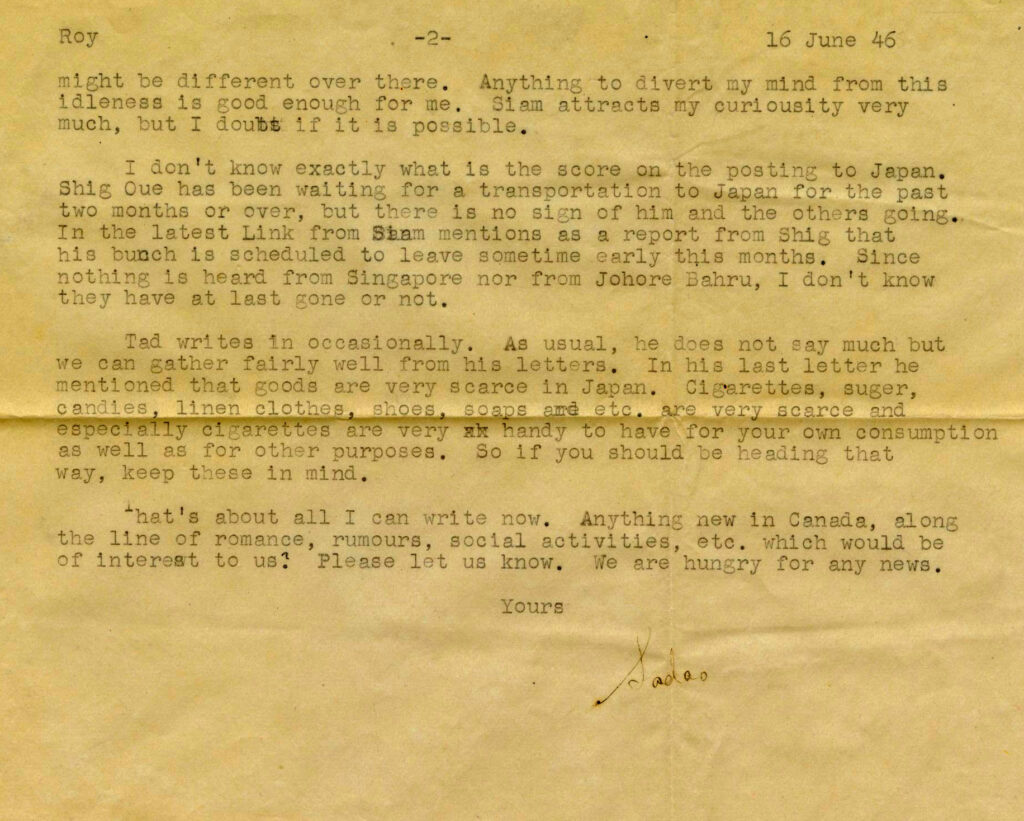 Roy -2- 16 June 46
might be different over there. Anything to divert my mind from this
idleness is good enough for me. Siam attracts my curiousity very
much, but I doubt if it is possible.
I don't know exactly what is the score on the posting to Japan.
Shig Oue has been waiting for a transportation to Japan for the past
two months or over, but there is no sign of him and the others going.
In the latest Link from Siam mentions as a report from Shig that
his bunch is scheduled to leave sometime early this months. Since
nothing is heard from Singapore nor from Johore Bahru, I don't know
they have at last gone or not.
Tad writes in occasionally. As usual, he does not say much but
we can gather fairly well from his letters. In his last letter he
mentioned that goods are very scarce in Japan. Cigarettes, suger,
candies, linen clothes, shoes, soaps and etc. are very scarce and
especially cigarettes are very handy to have for your own consumption
as well as for other purposes. So if you should be heading that
way, keep these in mind.
That's about all I can write now. Anything new in Canada, along
the line of romance, rumours, social activities, etc. which would be
of interest to us? Please let us know. We are hungry for any news.
Yours
Sadao